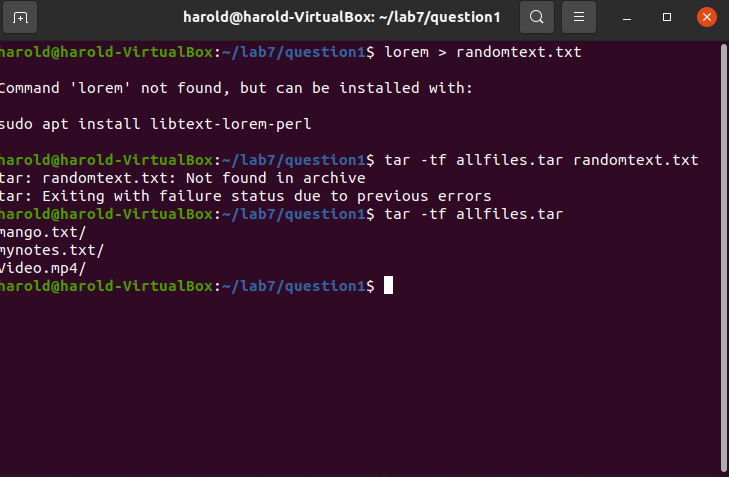 harold@harold-VirtualBox: ~/lab7/question1
harold@harold-VirtualBox:~/lab7/question1$ lorem > randomtext.txt
Command 'lorem' not found, but can be installed with:
sudo apt install libtext-lorem-perl
harold@harold-VirtualBox:~/lab7/question1$ tar -tf allfiles.tar randomtext.txt
tar: randomtext.txt: Not found in archive
tar: Exiting with failure status due to previous errors
harold@harold-VirtualBox:~/lab7/question1$ tar -tf allfiles.tar
mango.txt/
mynotes.txt/
Video.mp4/
harold@harold-VirtualBox:~/lab7/question1$